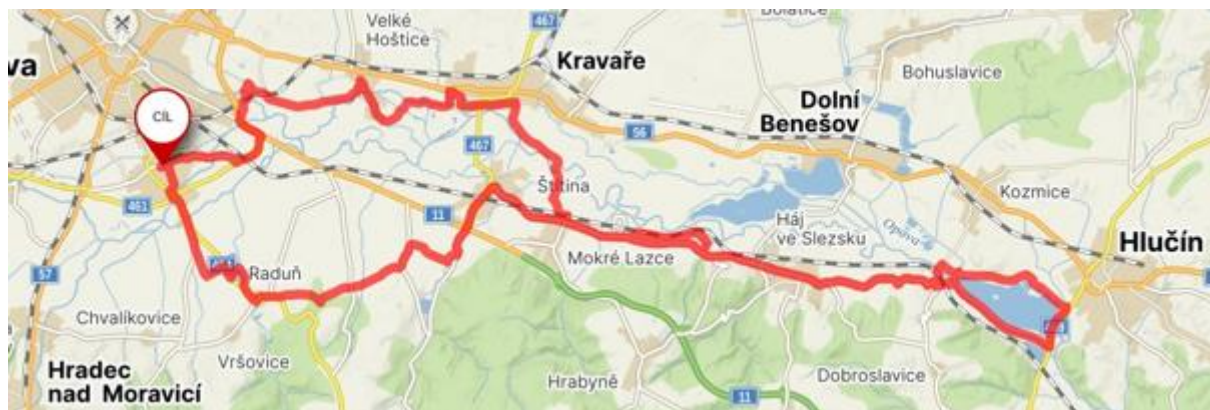 Velké
Hoštice
467
Bolatice
va
Kravaře
Bohuslavice
Dolní
Benešov
CÍL
56
467
Kozmice
461
Štítina
11
Háj
ve Slezsku
Opava
Hlučín
Mokré Lazce
57
Raduň
Chvalíkovice
Vršovice
Hradec
nad Moravicí
Hrabyně
Dobroslavice
11